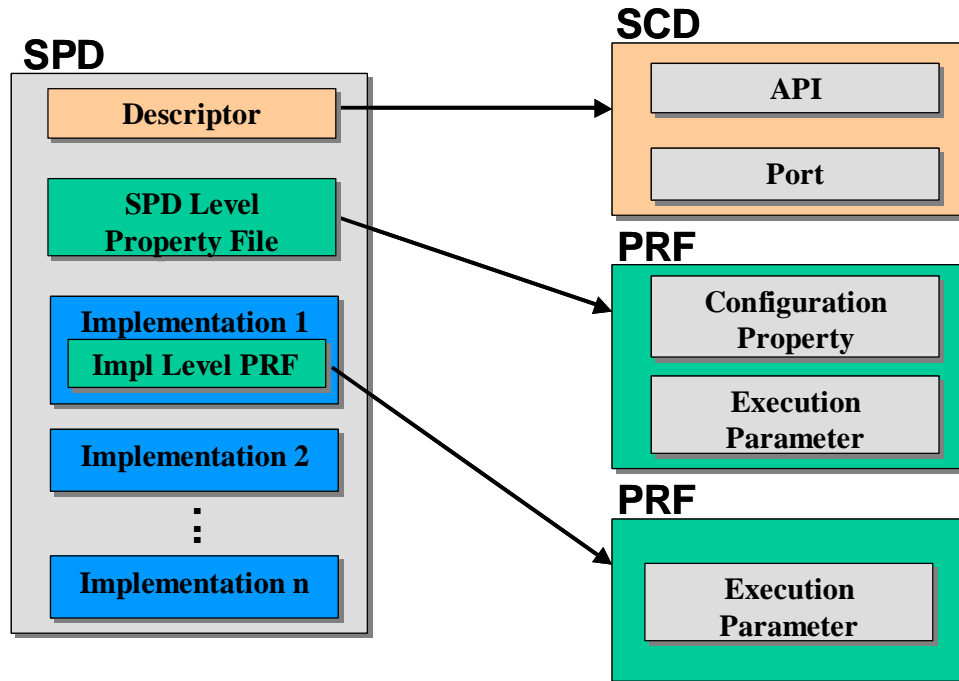 SPD
Descriptor
SPD Level
Property File
Implementation 1
Impl Level PRF
Implementation 2
Implementation n
SCD
API
Port
PRF
Configuration
Property
Execution
Parameter
PRF
Execution
Parameter